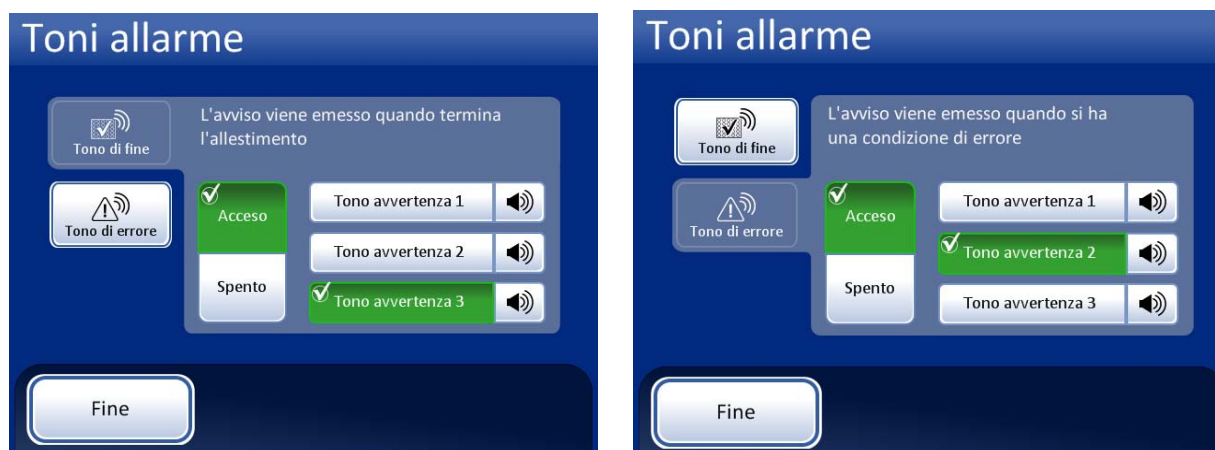 Toni allarme
Tono di fine
L'avviso viene emesso quando termina
l'allestimento
Tono di errore
Acceso
Spento
Tono avvertenza 1
Tono avvertenza 2
Tono avvertenza 3
Fine
Toni allarme
Tono di fine
L'avviso viene emesso quando si ha
una condizione di errore
Tono di errore
Acceso
Spento
Tono avvertenza 1
Tono avvertenza 2
Tono avvertenza 3
Fine